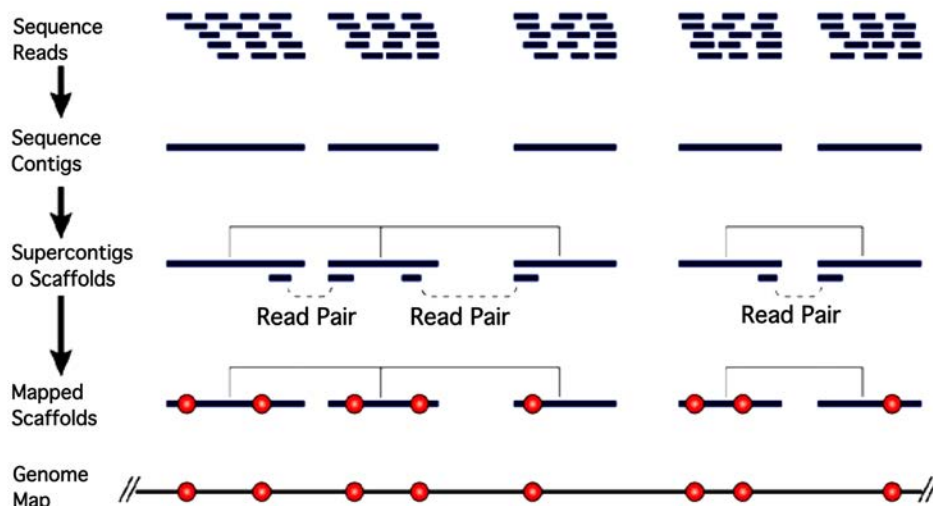 Sequence
Reads
Sequence
Contigs
Supercontigs
o Scaffolds
Read Pair
Read Pair
Read Pair
Mapped
Scaffolds
Genome
Map